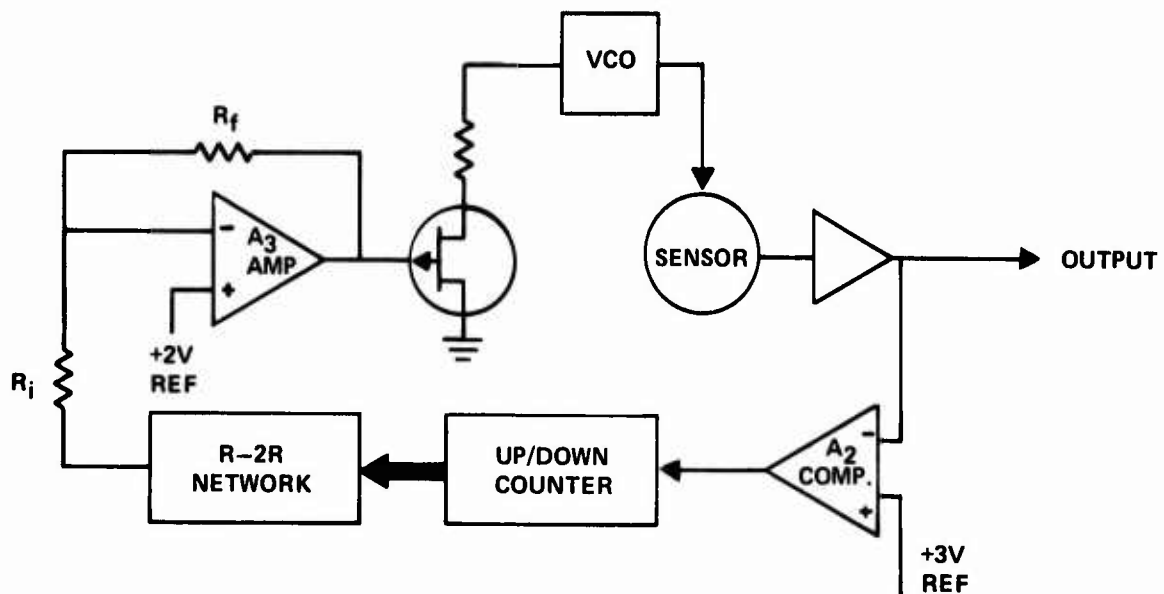 VCO
Rf
A3
AMP
-
+
+2V
REF
Ri
SENSOR
OUTPUT
R-2R
NETWORK
UP/DOWN
COUNTER
A2
COMP.
-
+
+3V
REF